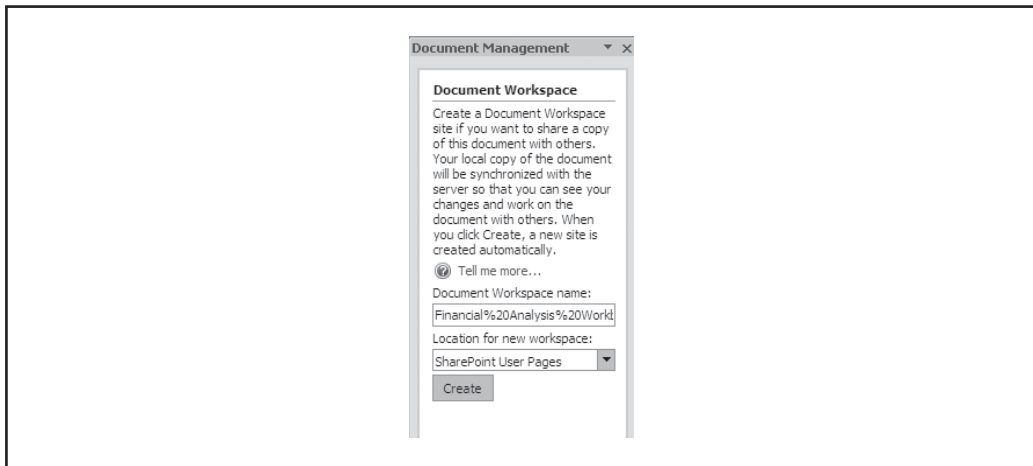 Document Management
Document Workspace
Create a Document Workspace
site if you want to share a copy
of this document with others.
Your local copy of the document
will be synchronized with the
server so that you can see your
changes and work on the
document with others. When
you click Create, a new site is
created automatically.
Tell me more...
Document Workspace name:
Financial%20Analysis%20Workb
Location for new workspace:
SharePoint User Pages
Create